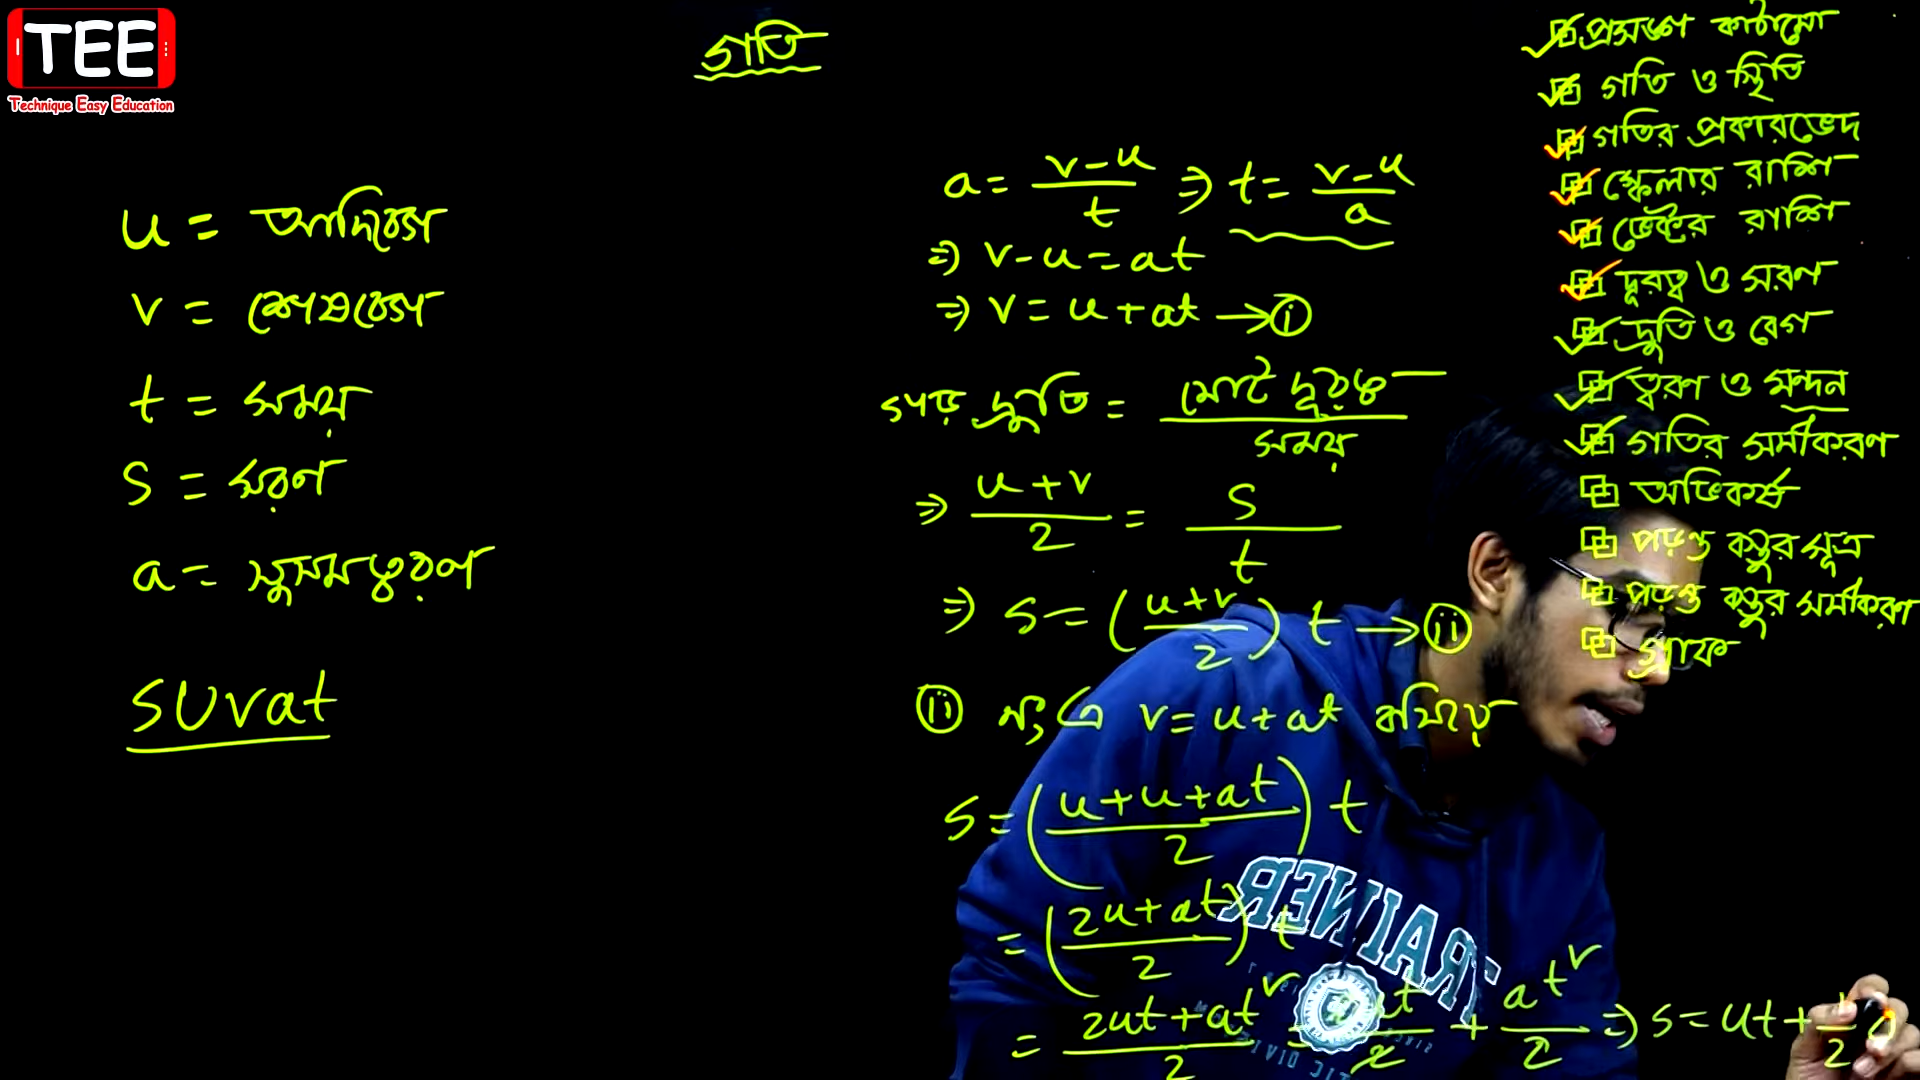 TEE
Technique Easy Education
গতি
u = আদিবেগ
v = শেষবেগ
t = সময়
s = সরণ
a = সুসমত্বরণ
suvat
a = v-u/t ⇒ t = v-u/a
⇒ v-u = at
⇒ v = u + at → i
গড় দ্রুতি = মোট দূরত্ব / সময়
⇒ u+v/2 = s/t
⇒ s = (u+v/2) t → ii
ii নং এ v = u + at বসিয়ে
s = (u+u+at/2) t
= (2u+at/2) t
= 2ut+at²/2 = 2ut/2 + at²/2 ⇒ s = ut + 1/2 a
প্রসঙ্গ কাঠামো
গতি ও স্থিতি
গতির প্রকারভেদ
স্কেলার রাশি
ভেক্টর রাশি
দূরত্ব ও সরণ
দ্রুতি ও বেগ
ত্বরণ ও মন্দন
গতির সমীকরণ
অভিকর্ষ
পড়ন্ত বস্তুর সূত্র
পড়ন্ত বস্তুর সমীকরণ
গ্রাফ
TRAINER